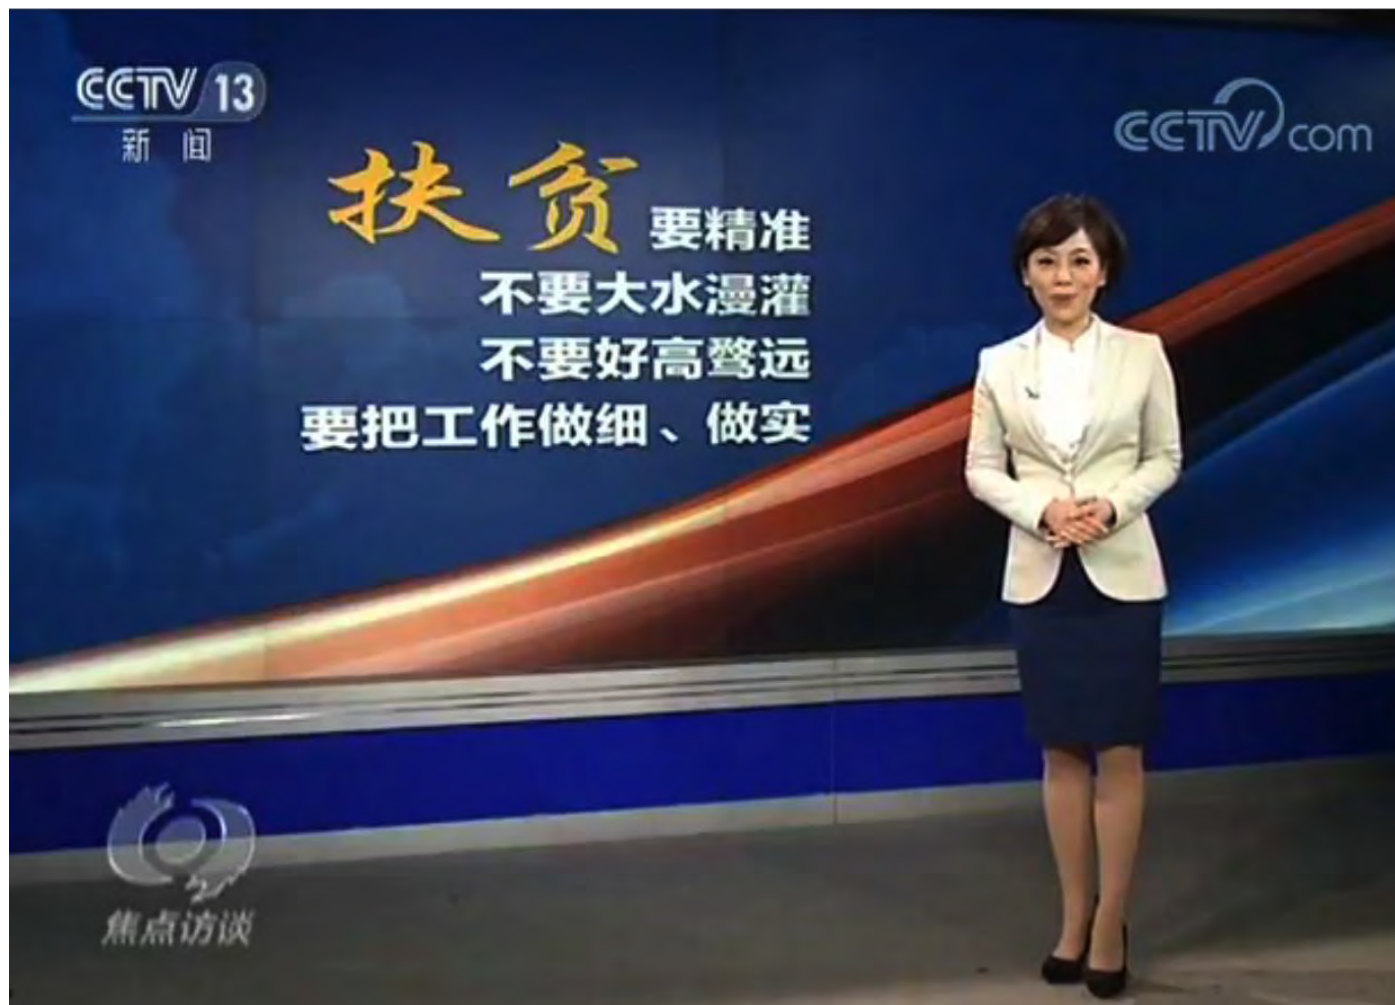 CCTV 13
新闻
CCTV.com
扶贫要精准
不要大水漫灌
不要好高骛远
要把工作做细、做实
焦点访谈